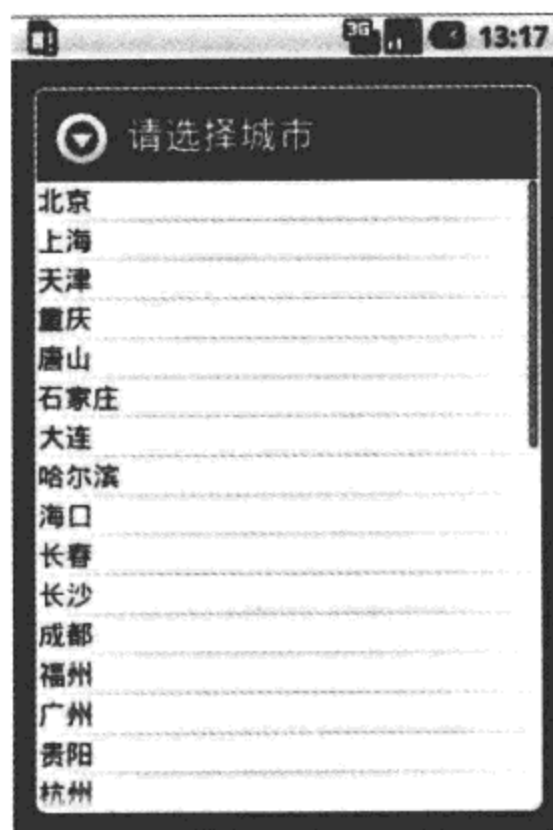 3G 13:17
请选择城市
北京
上海
天津
重庆
唐山
石家庄
大连
哈尔滨
海口
长春
长沙
成都
福州
广州
贵阳
杭州